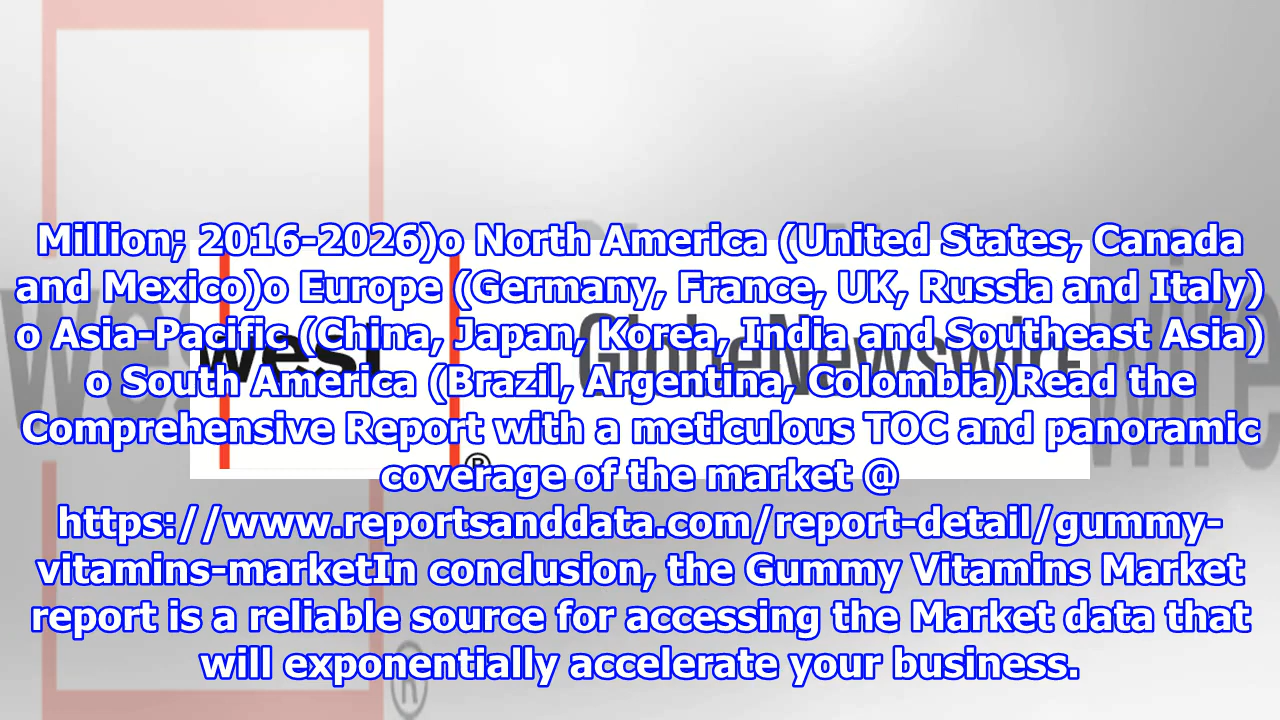 Million; 2016-2026)o North America (United States, Canada
and Mexico)o Europe (Germany, France, UK, Russia and Italy)
o Asia-Pacific (China, Japan, Korea, India and Southeast Asia)
west GlobeNewswire
o South America (Brazil, Argentina, Colombia)Read the
Comprehensive Report with a meticulous TOC and panoramic
coverage of the market @
https://www.reportsanddata.com/report-detail/gummy-
vitamins-marketIn conclusion, the Gummy Vitamins Market
report is a reliable source for accessing the Market data that
will exponentially accelerate your business.